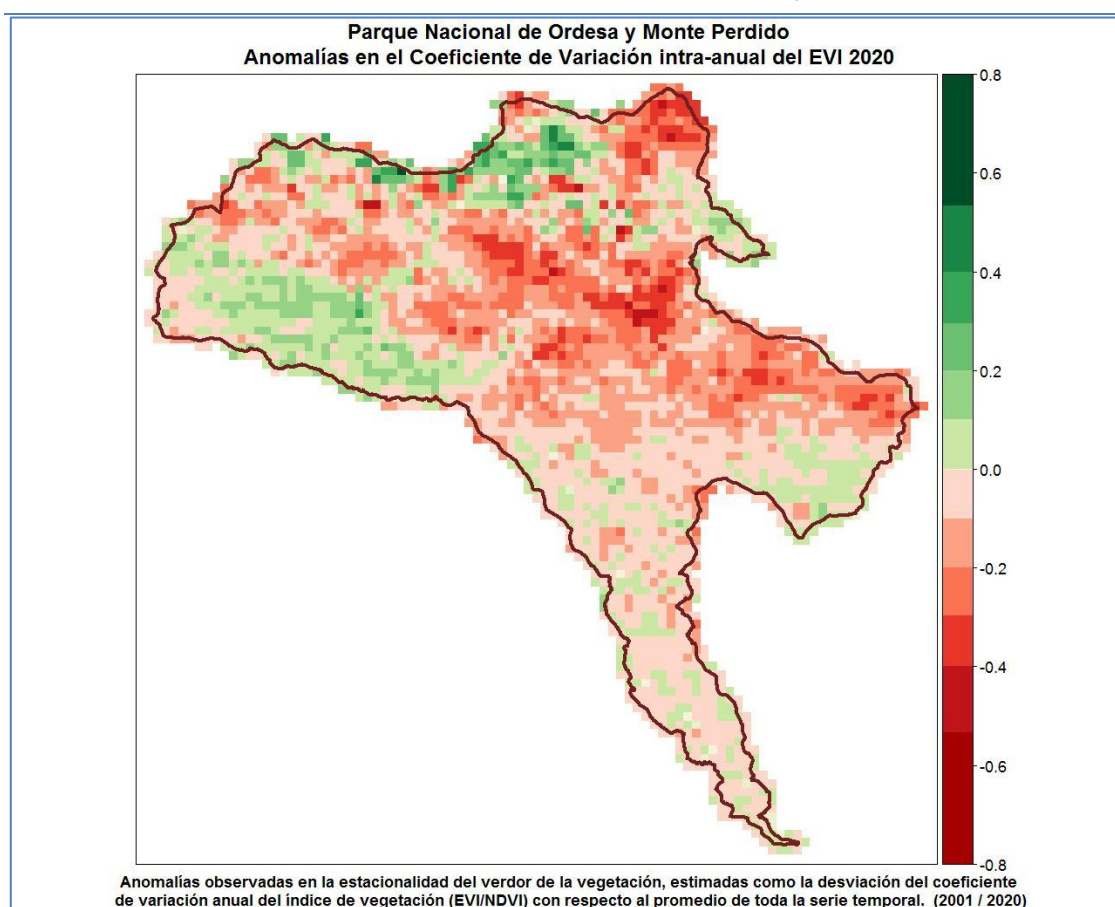 Parque Nacional de Ordesa y Monte Perdido
Anomalías en el Coeficiente de Variación intra-anual del EVI 2020
0.8
0.6
0.4
0.2
0.0
-0.2
-0.4
-0.6
-0.8
Anomalías observadas en la estacionalidad del verdor de la vegetación, estimadas como la desviación del coeficiente
de variación anual del índice de vegetación (EVI/NDVI) con respecto al promedio de toda la serie temporal. (2001 / 2020)